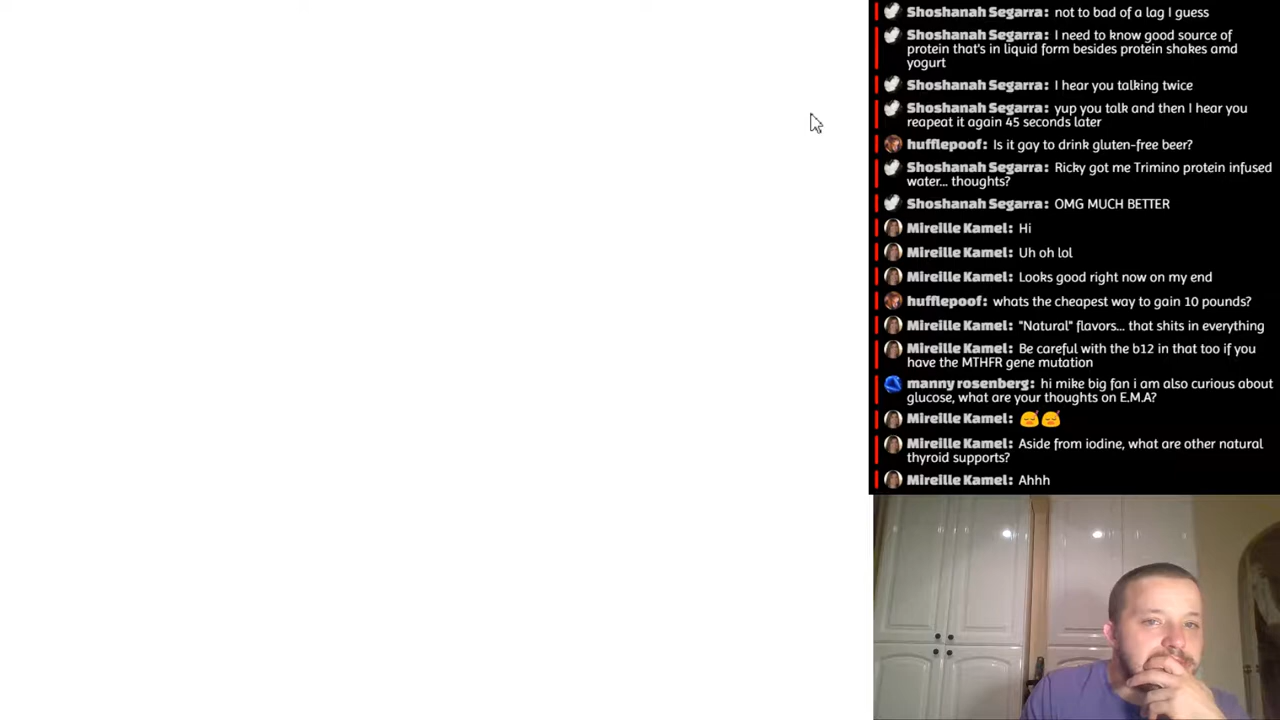 Shoshanah Segarra: not to bad of a lag I guess
Shoshanah Segarra: I need to know good source of
protein that's in liquid form besides protein shakes amd
yogurt
Shoshanah Segarra: I hear you talking twice
Shoshanah Segarra: yup you talk and then I hear you
reapeat it again 45 seconds later
hufflepoof: Is it gay to drink gluten-free beer?
Shoshanah Segarra: Ricky got me Trimino protein infused
water... thoughts?
Shoshanah Segarra: OMG MUCH BETTER
Mireille Kamel: Hi
Mireille Kamel: Uh oh lol
Mireille Kamel: Looks good right now on my end
hufflepoof: whats the cheapest way to gain 10 pounds?
Mireille Kamel: "Natural" flavors... that shits in everything
Mireille Kamel: Be careful with the b12 in that too if you
have the MTHFR gene mutation
manny rosenberg: hi mike big fan i am also curious about
glucose, what are your thoughts on E.M.A?
Mireille Kamel: 
Mireille Kamel: Aside from iodine, what are other natural
thyroid supports?
Mireille Kamel: Ahhh